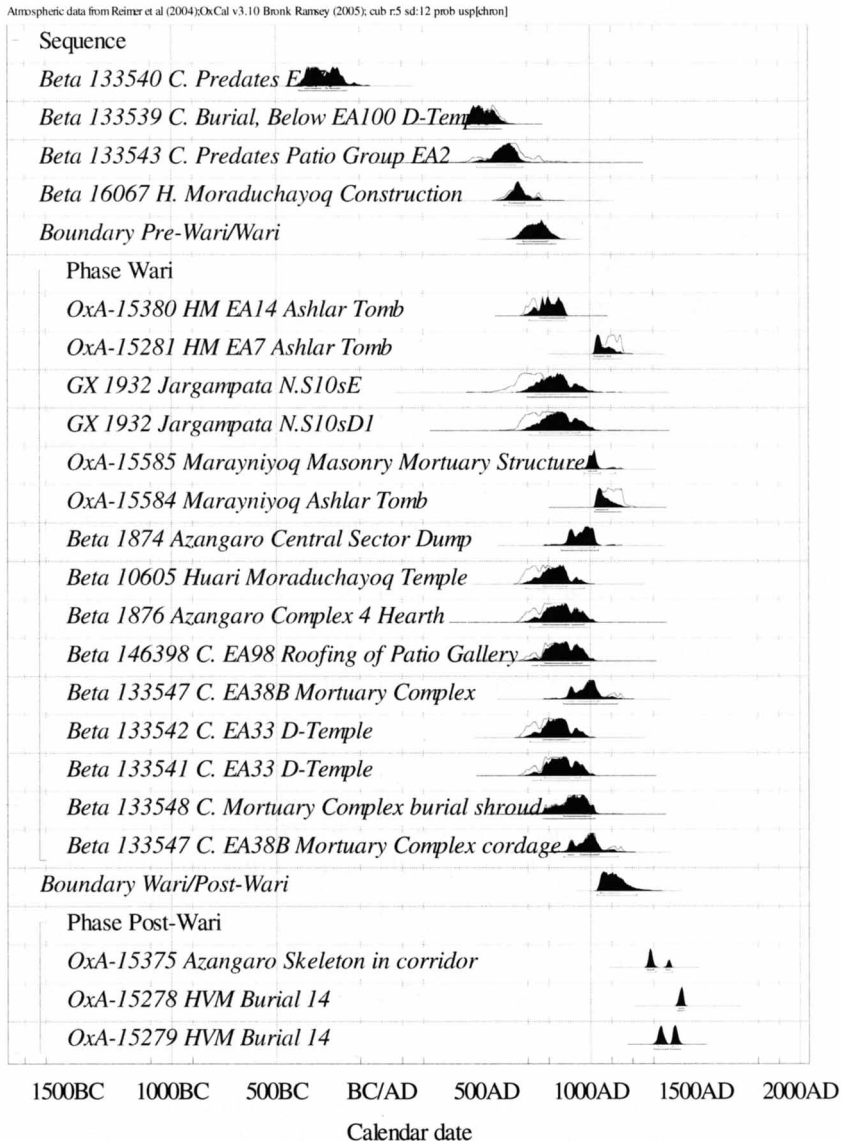 Atmospheric data from Reimer et al (2004);OxCal v3.10 Bronk Ramsey (2005); cub r:5 sd:12 prob usp[chron]
Sequence
Beta 133540 C. Predates E
Beta 133539 C. Burial, Below EA100 D-Temp
Beta 133543 C. Predates Patio Group EA2
Beta 16067 H. Moraduchayoq Construction
Boundary Pre-Wari/Wari
Phase Wari
OxA-15380 HM EA14 Ashlar Tomb
OxA-15281 HM EA7 Ashlar Tomb
GX 1932 Jargampata N.S10sE
GX 1932 Jargampata N.S10sD1
OxA-15585 Marayniyoq Masonry Mortuary Structure
OxA-15584 Marayniyoq Ashlar Tomb
Beta 1874 Azangaro Central Sector Dump
Beta 10605 Huari Moraduchayoq Temple
Beta 1876 Azangaro Complex 4 Hearth
Beta 146398 C. EA98 Roofing of Patio Gallery
Beta 133547 C. EA38B Mortuary Complex
Beta 133542 C. EA33 D-Temple
Beta 133541 C. EA33 D-Temple
Beta 133548 C. Mortuary Complex burial shroud
Beta 133547 C. EA38B Mortuary Complex cordage
Boundary Wari/Post-Wari
Phase Post-Wari
OxA-15375 Azangaro Skeleton in corridor
OxA-15278 HVM Burial 14
OxA-15279 HVM Burial 14
1500BC 1000BC 500BC BC/AD 500AD 1000AD 1500AD 2000AD
Calendar date